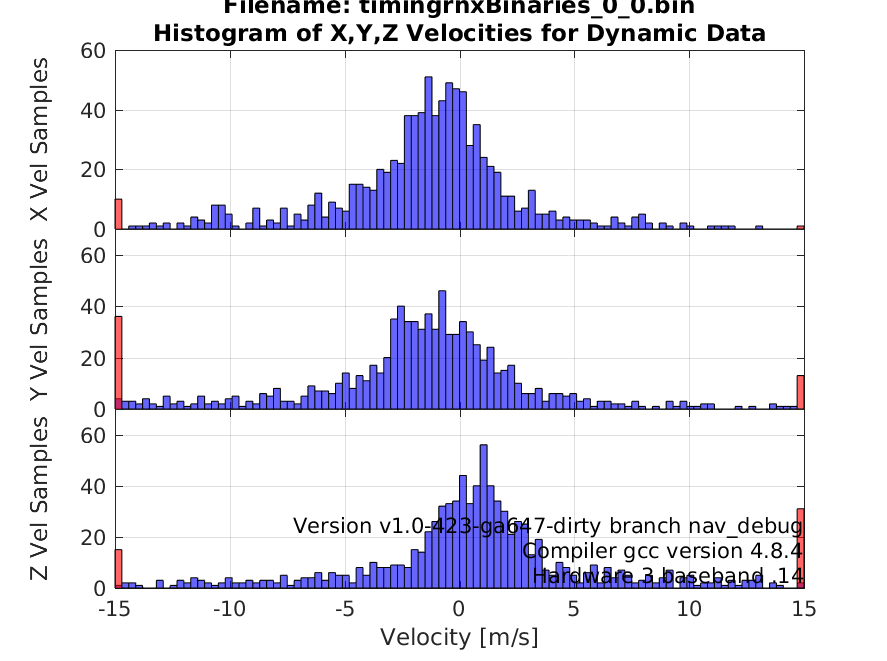 Filename: timingrnxBinaries_0_0.bin
Histogram of X,Y,Z Velocities for Dynamic Data
60
40
20
0
X Vel Samples
60
40
20
0
Y Vel Samples
60
40
20
0
Z Vel Samples
Version v1.0-423-ga647-dirty branch nav_debug
Compiler gcc version 4.8.4
Hardware 3 baseband .14
-15 -10 -5 0 5 10 15
Velocity [m/s]